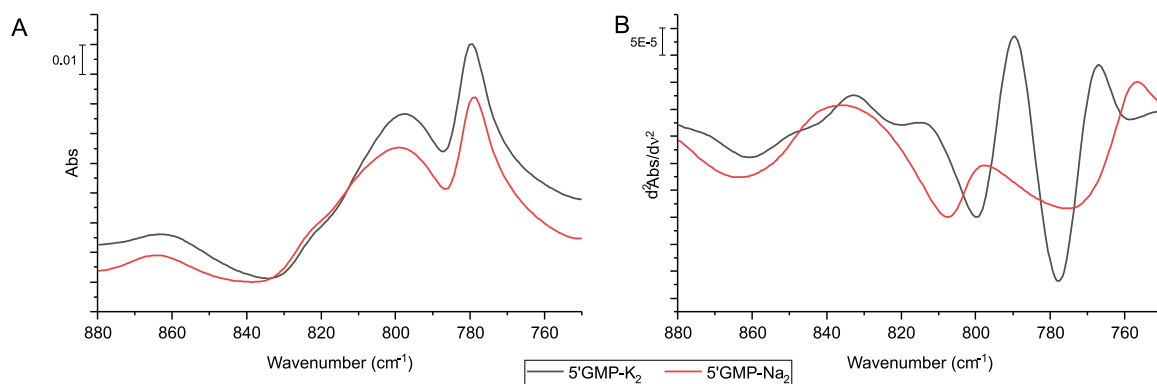 A
B
0.01
5E-5
Abs
d²Abs/dν²
880 860 840 820 800 780 760
880 860 840 820 800 780 760
Wavenumber (cm⁻¹)
Wavenumber (cm⁻¹)
5'GMP-K₂ 5'GMP-Na₂